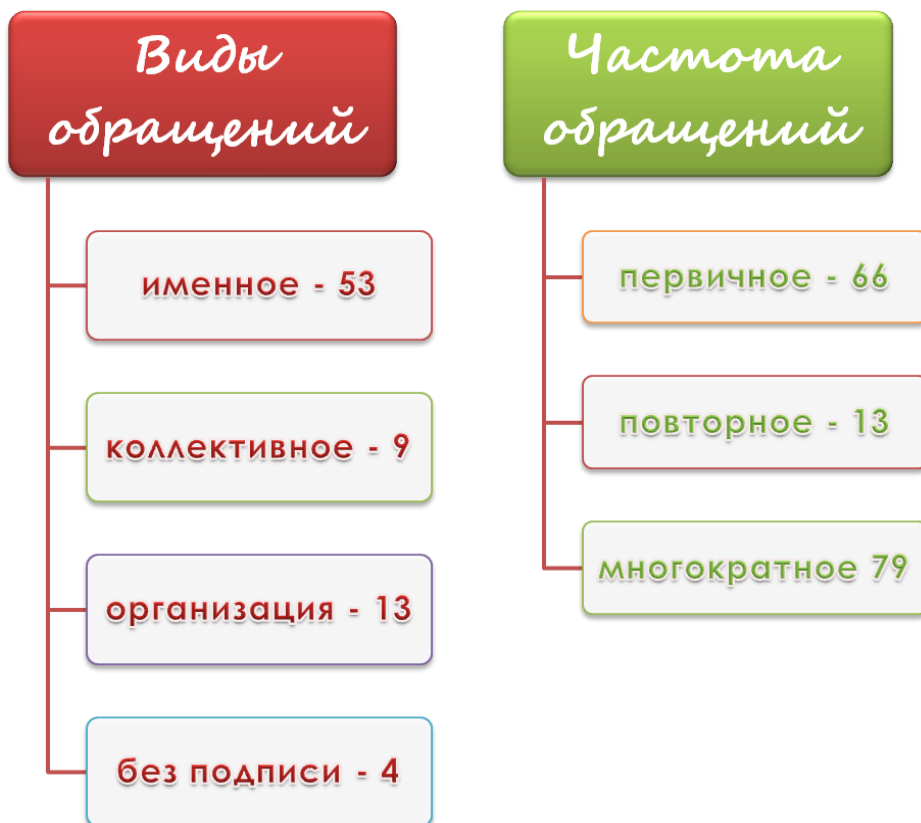 Виды
обращений
именное - 53
коллективное - 9
организация - 13
без подписи - 4
Частота
обращений
первичное - 66
повторное - 13
многократное 79